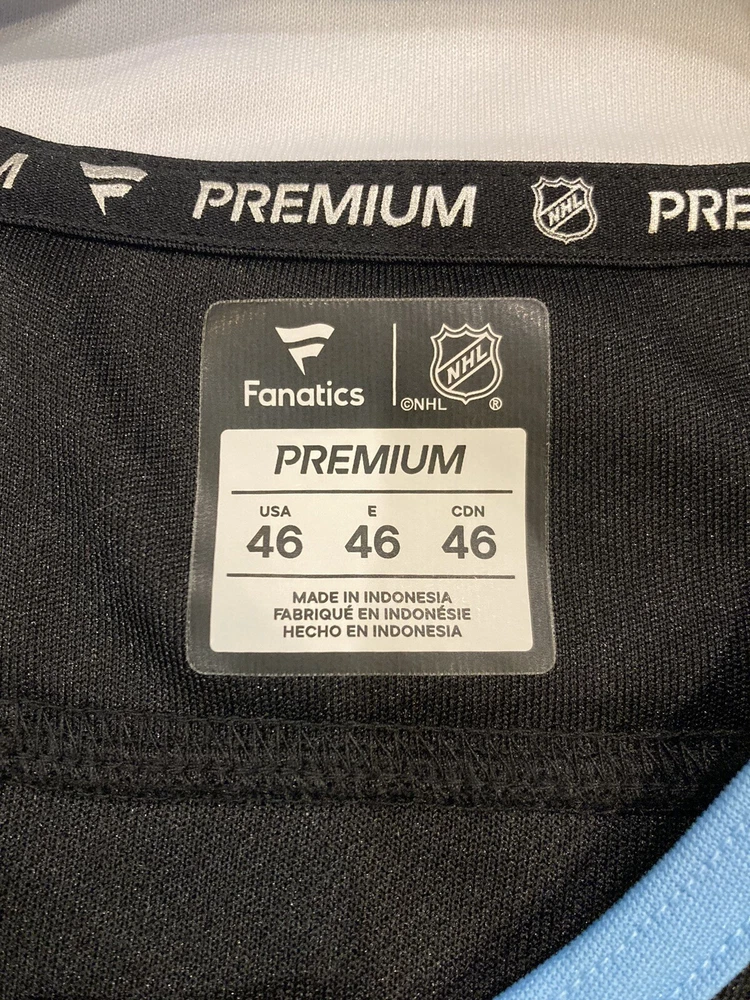 PREMIUM NHL PRE
Fanatics NHL
©NHL ®
PREMIUM
USA E CDN
46 46 46
MADE IN INDONESIA
FABRIQUÉ EN INDONÉSIE
HECHO EN INDONESIA